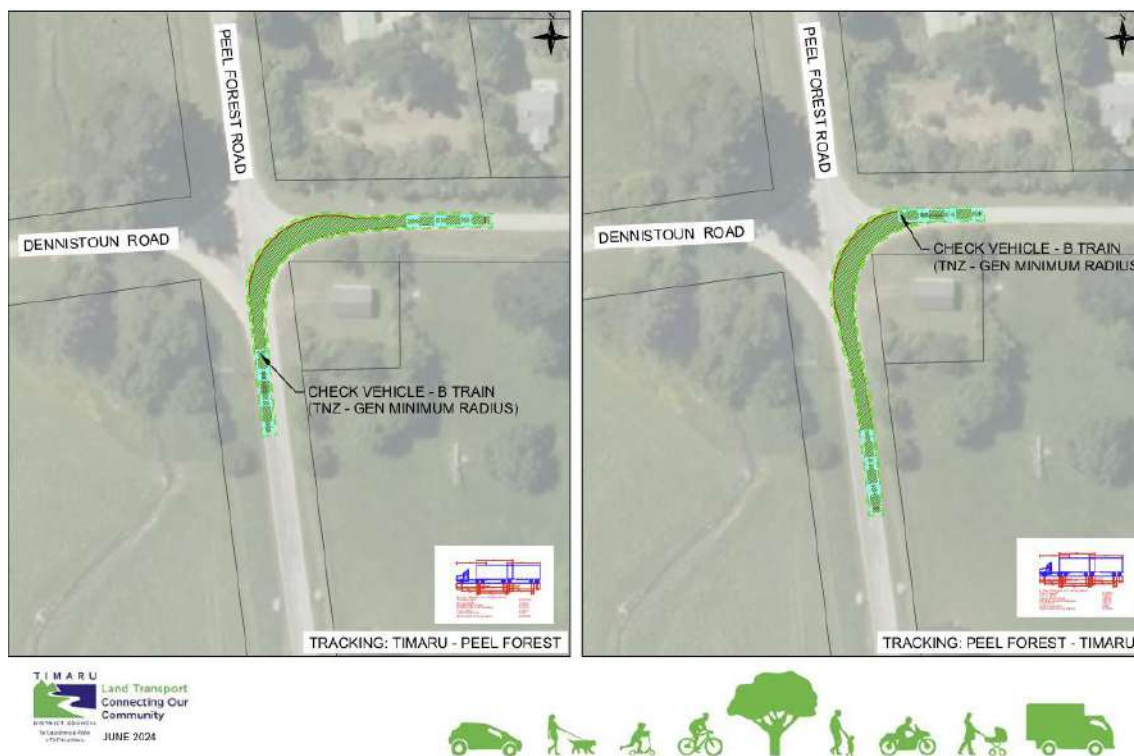 PEEL FOREST ROAD
DENNISTOUN ROAD
CHECK VEHICLE - B TRAIN
(TNZ - GEN MINIMUM RADIUS)
TRACKING: TIMARU - PEEL FOREST
PEEL FOREST ROAD
DENNISTOUN ROAD
CHECK VEHICLE - B TRAIN
(TNZ - GEN MINIMUM RADIUS
TRACKING: PEEL FOREST - TIMARU
TIMARU
DISTRICT COUNCIL
Land Transport
Connecting Our
Community
JUNE 2024